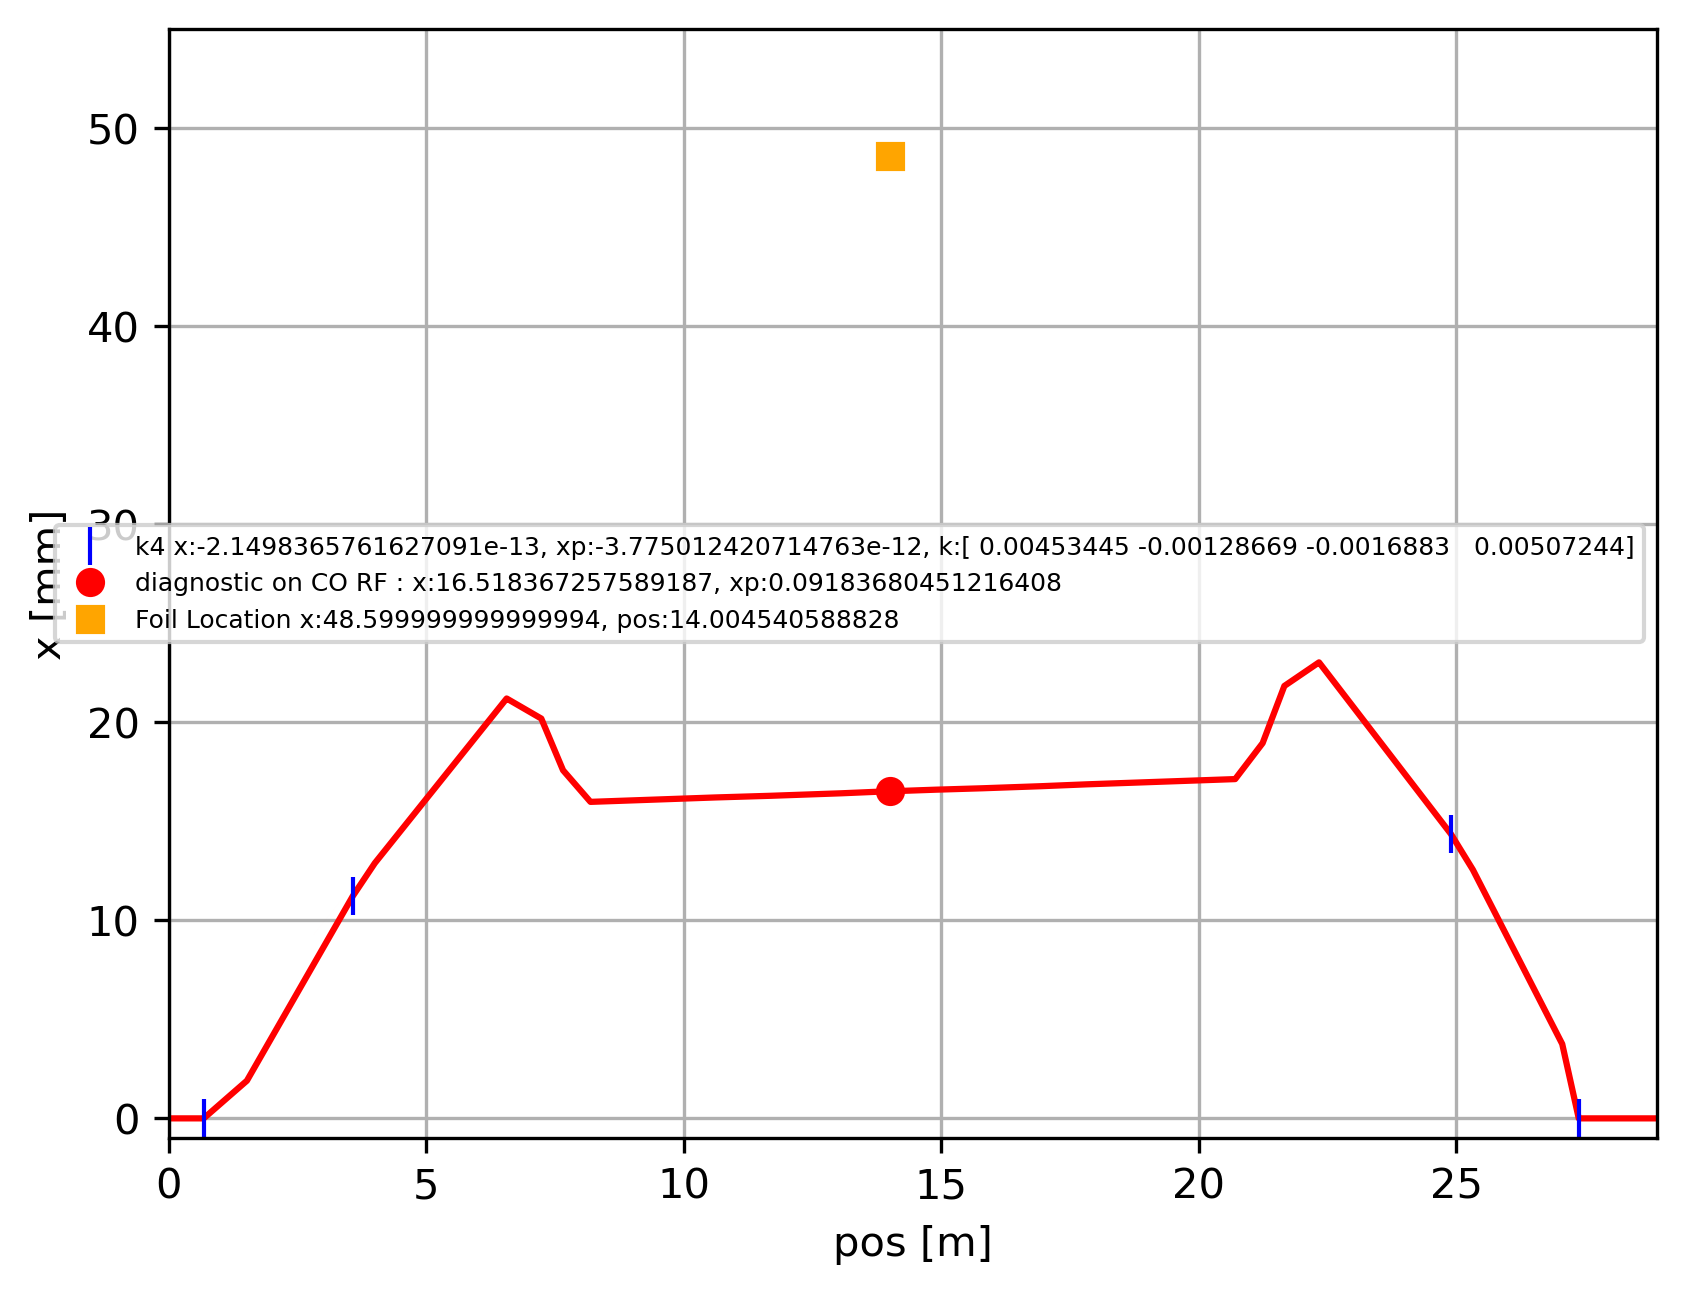 50
40
30
20
10
0
x [mm]
k4 x:-2.1498365761627091e-13, xp:-3.775012420714763e-12, k:[ 0.00453445 -0.00128669 -0.0016883   0.00507244]
diagnostic on CO RF : x:16.518367257589187, xp:0.09183680451216408
Foil Location x:48.599999999999994, pos:14.004540588828
0 5 10 15 20 25
pos [m]